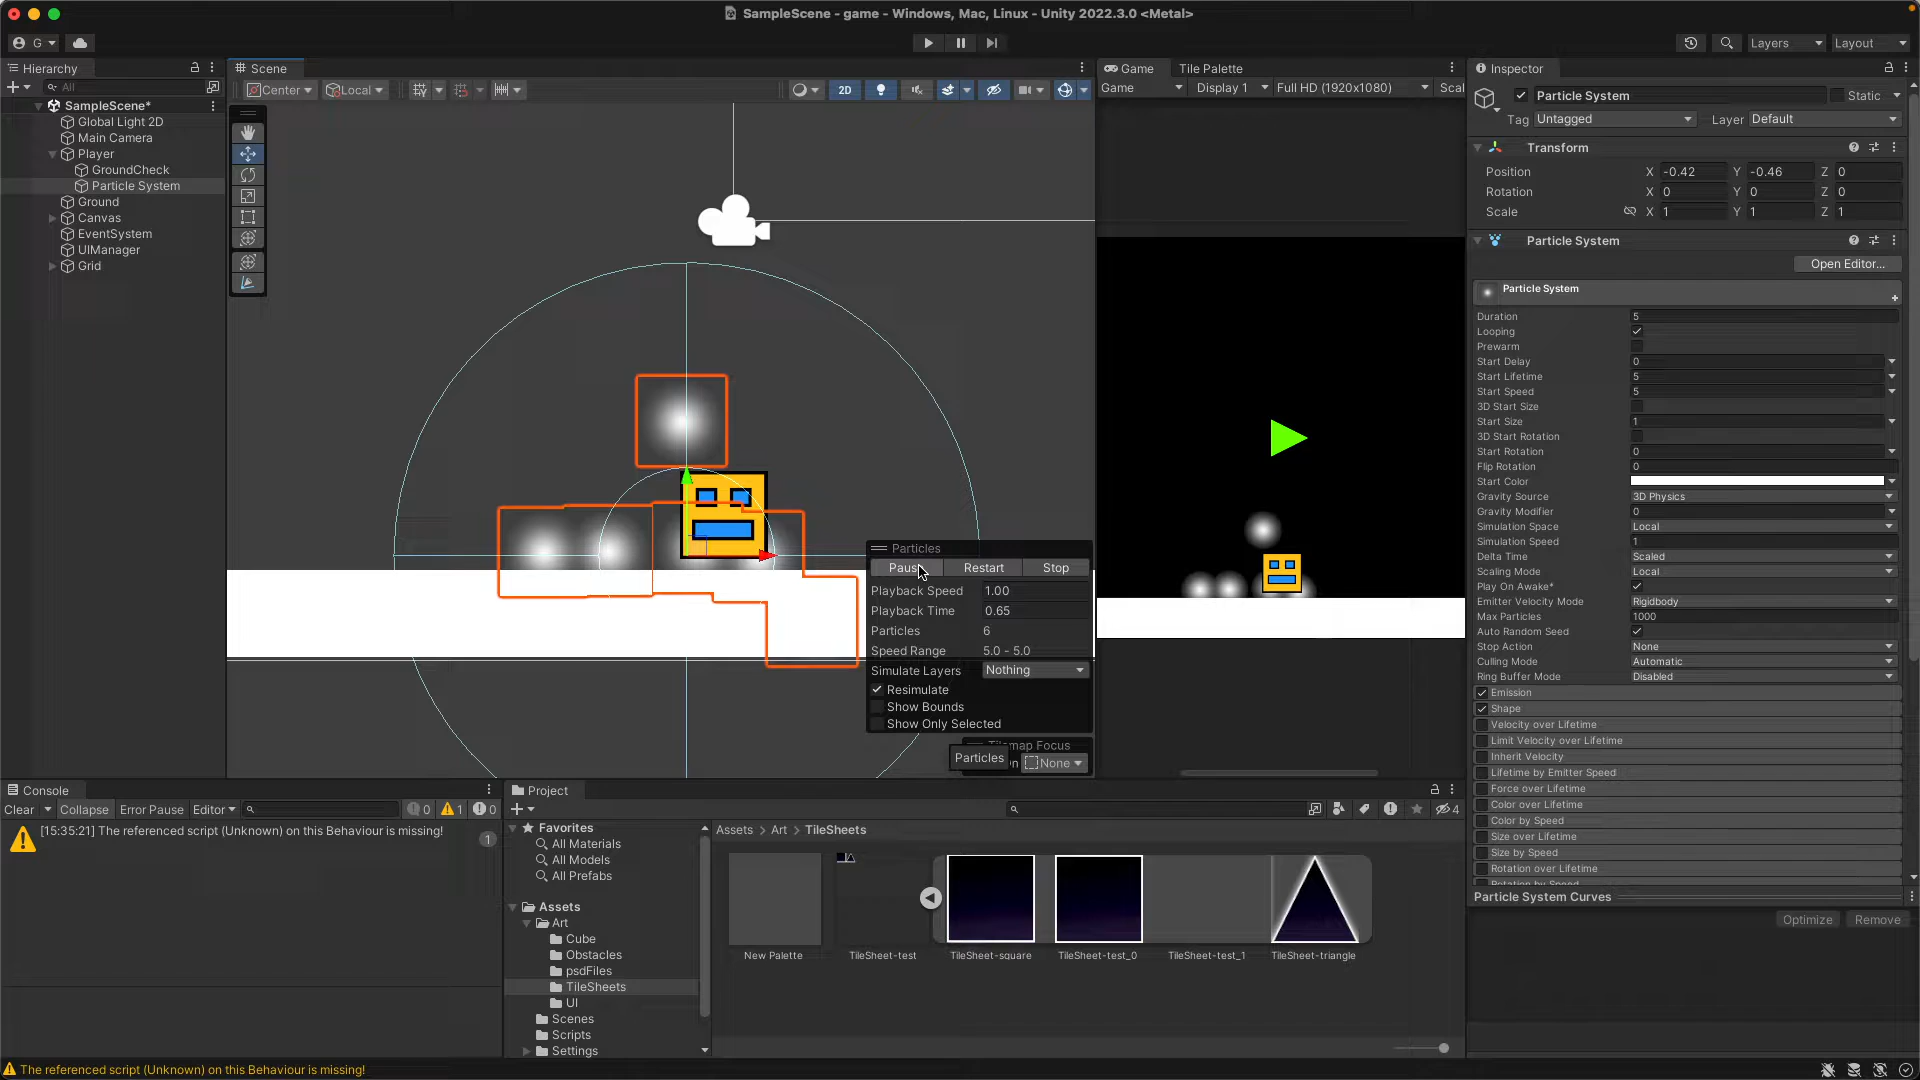 SampleScene - game - Windows, Mac, Linux - Unity 2022.3.0 <Metal>
G
Layers
Layout
Hierarchy
All
SampleScene*
Global Light 2D
Main Camera
Player
GroundCheck
Particle System
Ground
Canvas
EventSystem
UIManager
Grid
Scene
Center
Local
2D
Particles
Restart
Stop
Playback Speed 1.00
Playback Time 0.65
Particles 6
Speed Range 5.0 - 5.0
Simulate Layers Nothing
Resimulate
Show Bounds
Show Only Selected
Particles
None
Game
Tile Palette
Game
Display 1
Full HD (1920x1080)
Scal
Inspector
Particle System
Static
Tag Untagged
Layer Default
Transform
Position X -0.42 Y -0.46 Z 0
Rotation X 0 Y 0 Z 0
Scale X 1 Y 1 Z 1
Particle System
Open Editor...
Particle System
Duration 5
Looping
Prewarm
Start Delay 0
Start Lifetime 5
Start Speed 5
3D Start Size
Start Size 1
3D Start Rotation
Start Rotation 0
Flip Rotation 0
Start Color
Gravity Source 3D Physics
Gravity Modifier 0
Simulation Space Local
Simulation Speed 1
Delta Time Scaled
Scaling Mode Local
Play On Awake*
Emitter Velocity Mode Rigidbody
Max Particles 1000
Auto Random Seed
Stop Action None
Culling Mode Automatic
Ring Buffer Mode Disabled
Emission
Shape
Velocity over Lifetime
Limit Velocity over Lifetime
Inherit Velocity
Lifetime by Emitter Speed
Force over Lifetime
Color over Lifetime
Color by Speed
Size over Lifetime
Size by Speed
Rotation over Lifetime
Particle System Curves
Optimize
Remove
Console
Clear
Collapse
Error Pause
Editor
0
1
0
[15:35:21] The referenced script (Unknown) on this Behaviour is missing!
1
Project
4
Favorites
All Materials
All Models
All Prefabs
Assets
Art
Cube
Obstacles
psdFiles
TileSheets
UI
Scenes
Scripts
Settings
Assets > Art > TileSheets
New Palette
TileSheet-test
TileSheet-square
TileSheet-test_0
TileSheet-test_1
TileSheet-triangle
The referenced script (Unknown) on this Behaviour is missing!